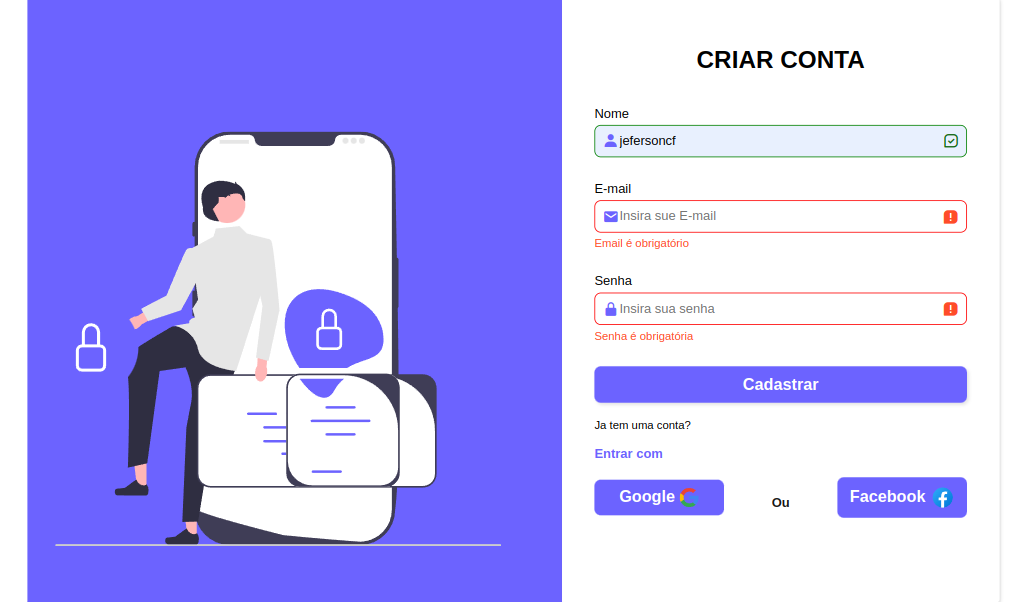 CRIAR CONTA
Nome
jefersoncf
E-mail
Insira sue E-mail
Email é obrigatório
Senha
Insira sua senha
Senha é obrigatória
Cadastrar
Ja tem uma conta?
Entrar com
Google Ou Facebook